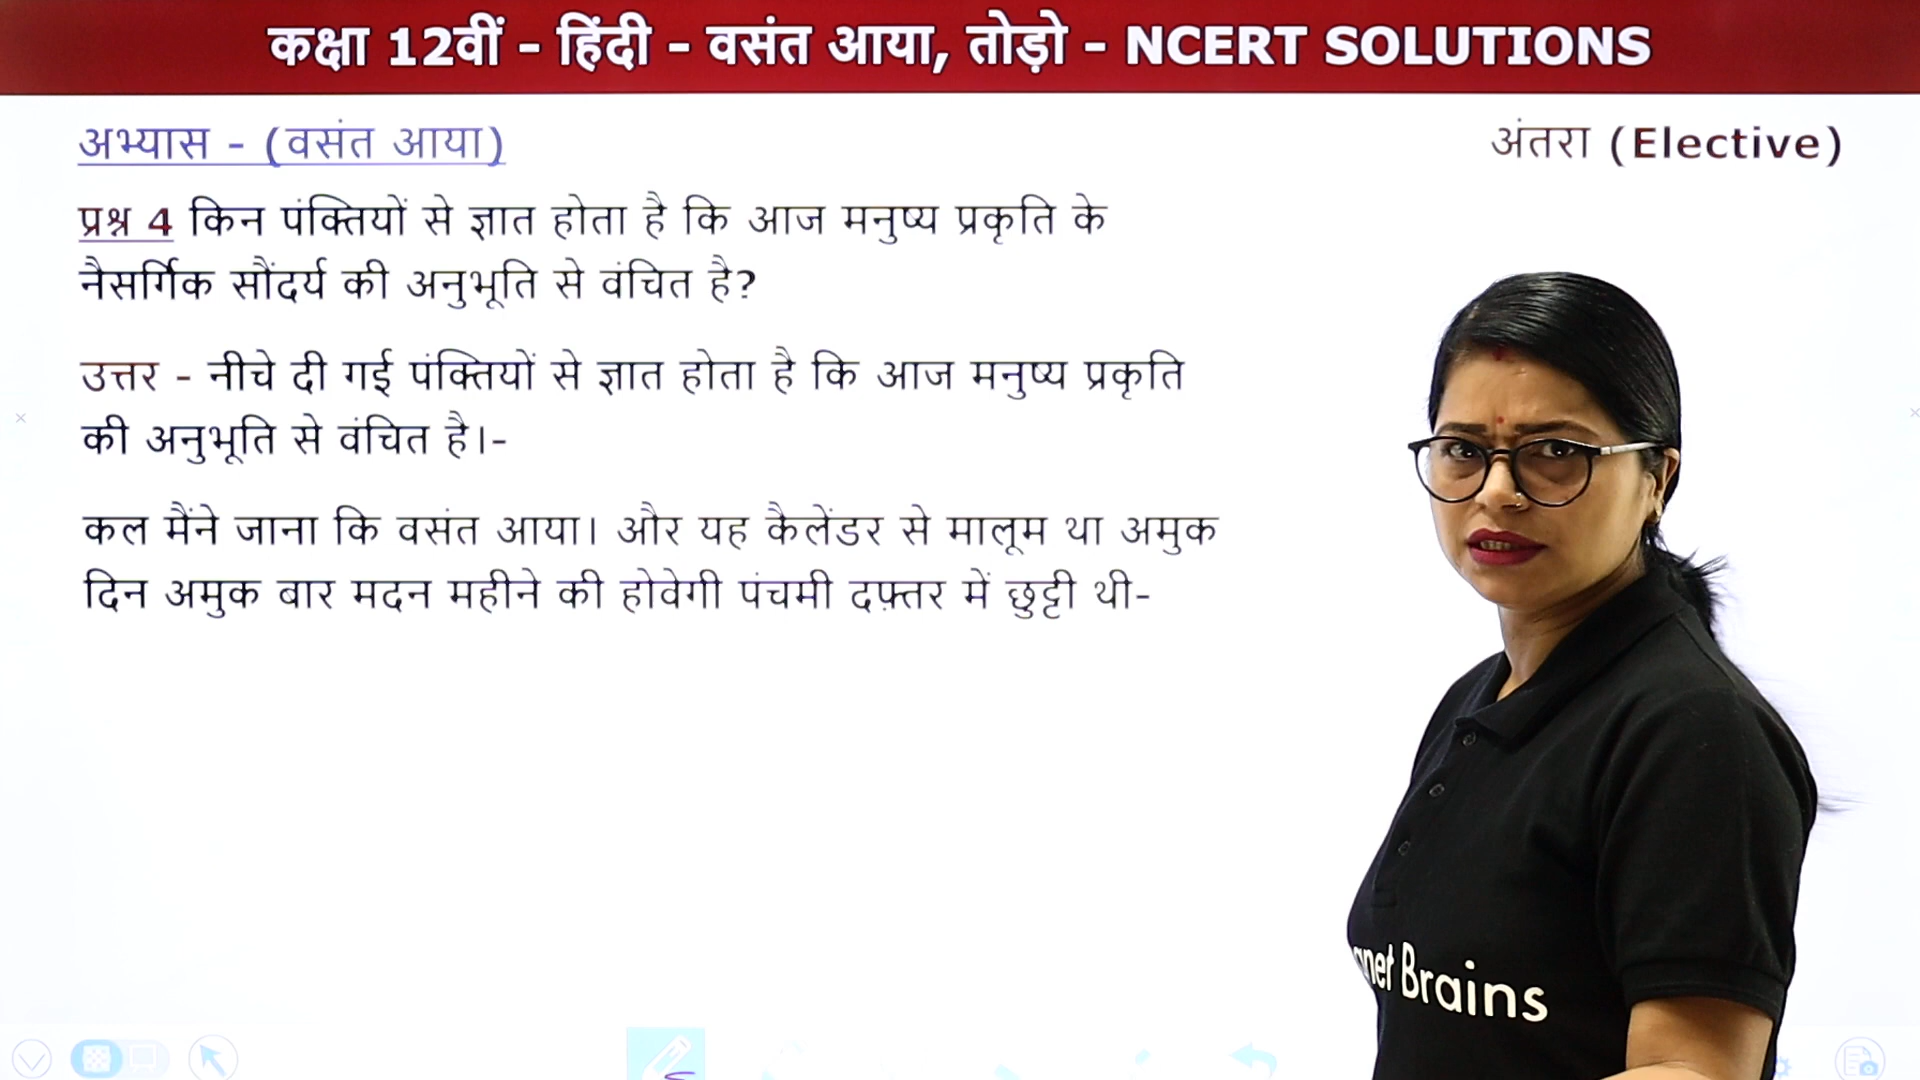 कक्षा 12वीं - हिंदी - वसंत आया, तोड़ो - NCERT SOLUTIONS
अभ्यास - (वसंत आया)
अंतरा (Elective)
प्रश्न 4 किन पंक्तियों से ज्ञात होता है कि आज मनुष्य प्रकृति के
नैसर्गिक सौंदर्य की अनुभूति से वंचित है?
उत्तर - नीचे दी गई पंक्तियों से ज्ञात होता है कि आज मनुष्य प्रकृति
की अनुभूति से वंचित है।-
कल मैंने जाना कि वसंत आया। और यह कैलेंडर से मालूम था अमुक
दिन अमुक बार मदन महीने की होवेगी पंचमी दफ़्तर में छुट्टी थी-
Brains